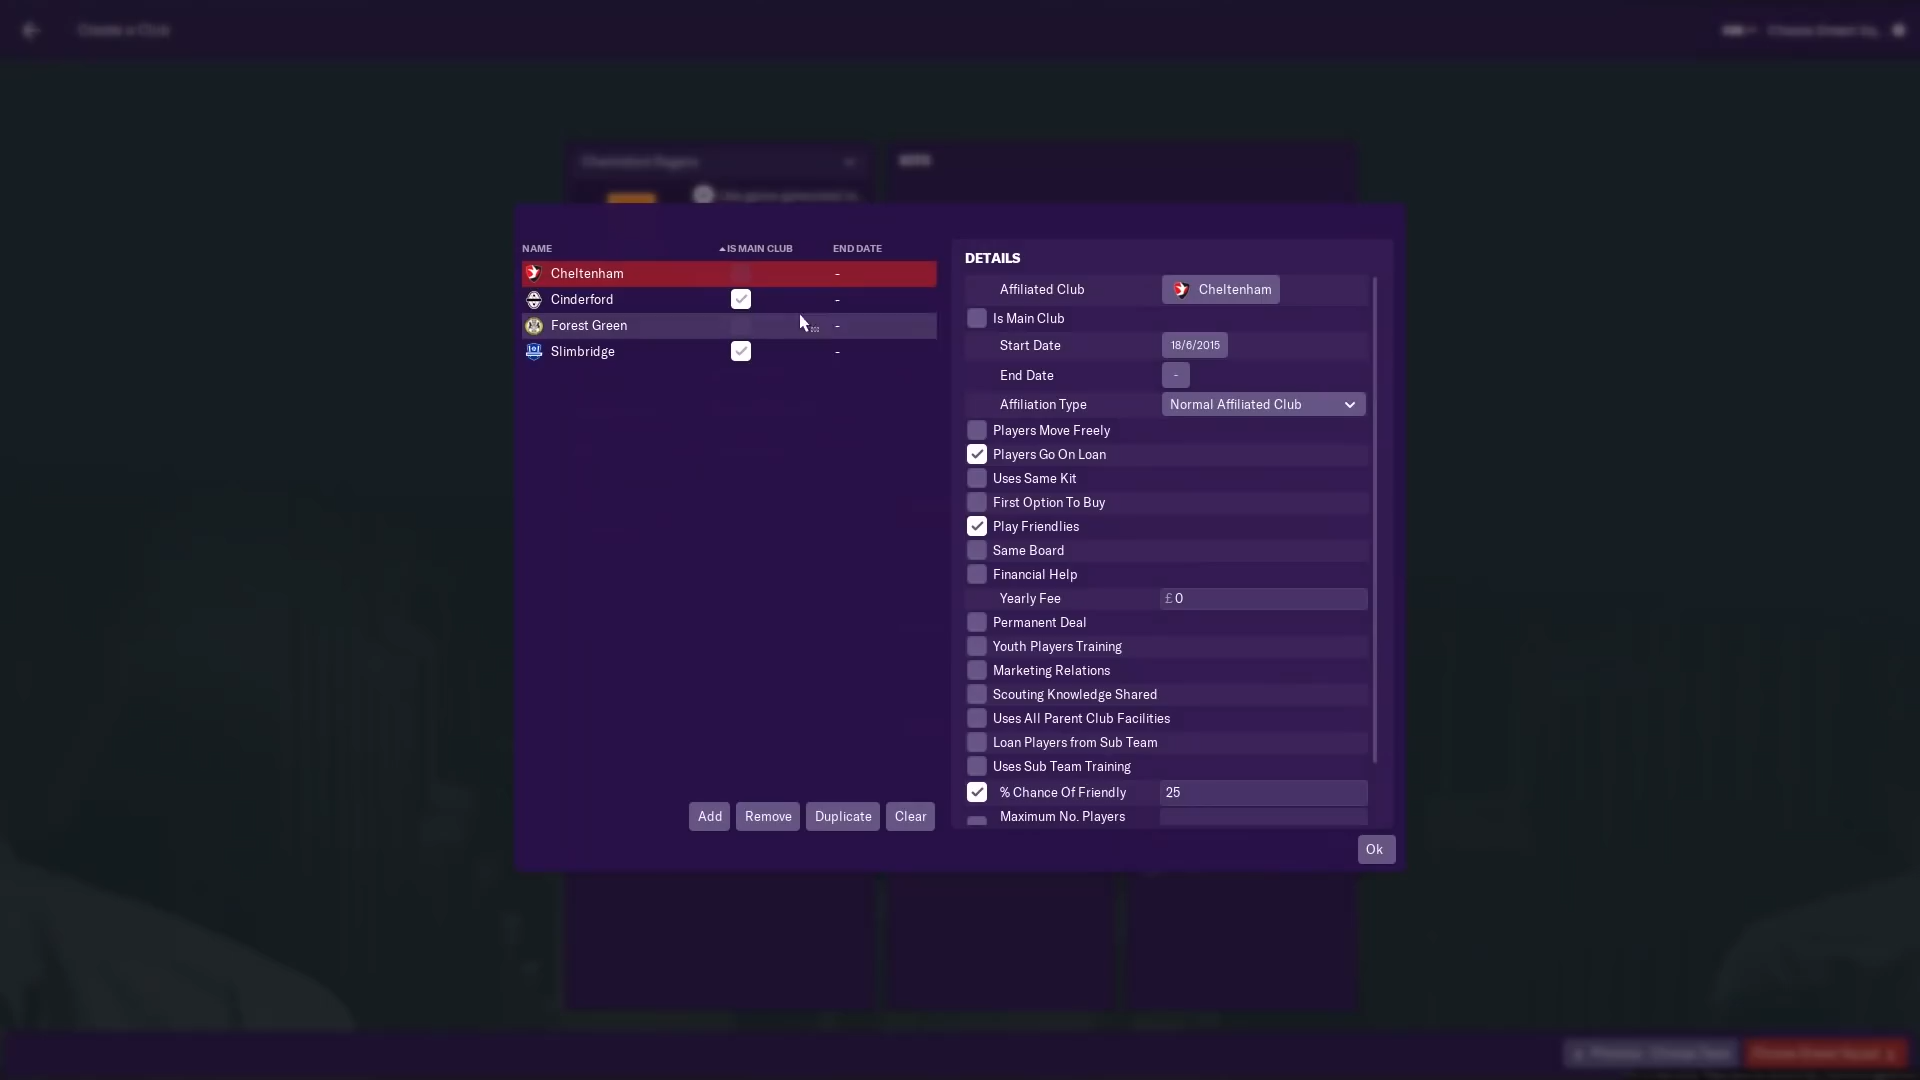 Create a Club
NAME IS MAIN CLUB END DATE
Cheltenham -
Cinderford -
Forest Green -
Slimbridge -
Add Remove Duplicate Clear
DETAILS
Affiliated Club Cheltenham
Is Main Club
Start Date 18/6/2015
End Date -
Affiliation Type Normal Affiliated Club
Players Move Freely
Players Go On Loan
Uses Same Kit
First Option To Buy
Play Friendlies
Same Board
Financial Help
Yearly Fee £0
Permanent Deal
Youth Players Training
Marketing Relations
Scouting Knowledge Shared
Uses All Parent Club Facilities
Loan Players from Sub Team
Uses Sub Team Training
% Chance Of Friendly 25
Maximum No. Players
Ok